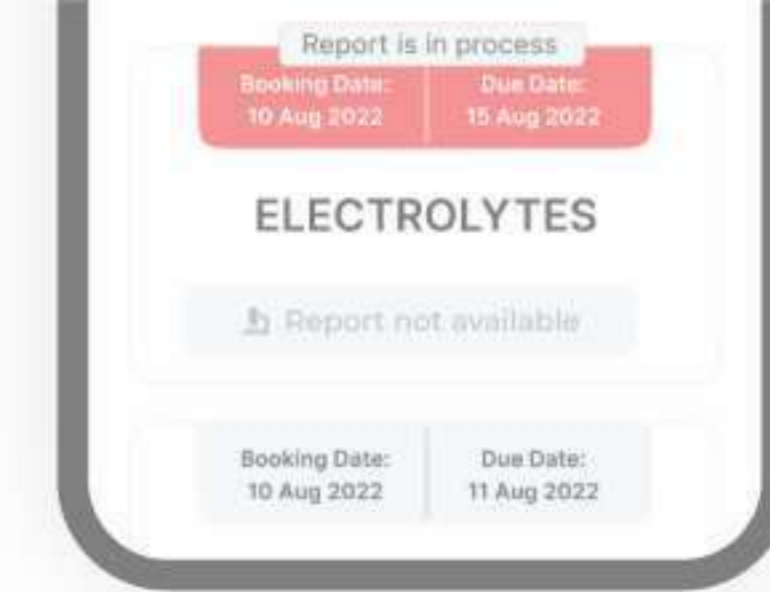 Report is in process
Booking Date: Due Date:
10 Aug 2022 15 Aug 2022
ELECTROLYTES
Report not available
Booking Date: Due Date:
10 Aug 2022 11 Aug 2022